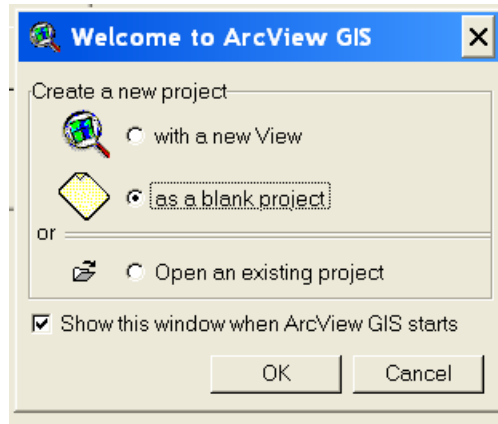 Welcome to ArcView GIS
Create a new project
with a new View
as a blank project
or
Open an existing project
Show this window when ArcView GIS starts
OK Cancel